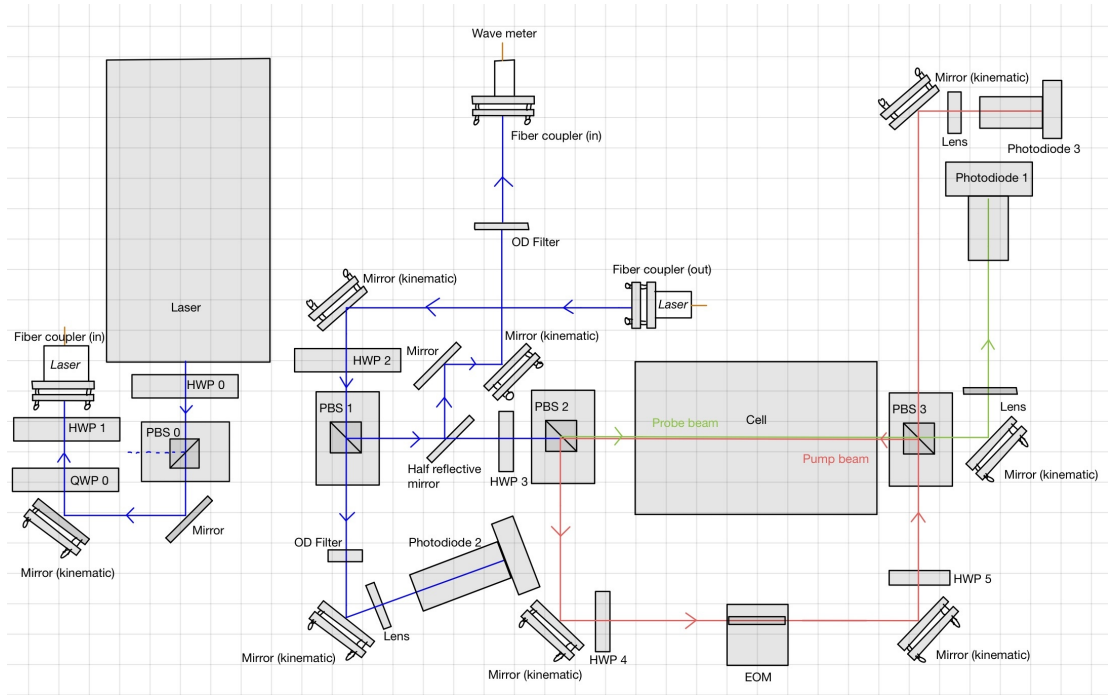 Wave meter
Fiber coupler (in)
Mirror (kinematic)
Lens
Photodiode 3
Photodiode 1
OD Filter
Mirror (kinematic)
Fiber coupler (out)
Laser
Laser
Fiber coupler (in)
Laser
HWP 0
HWP 1
PBS 0
QWP 0
Mirror
Mirror (kinematic)
HWP 2
Mirror
Mirror (kinematic)
PBS 1
Half reflective
mirror
HWP 3
PBS 2
Cell
Probe beam
Pump beam
PBS 3
Lens
Mirror (kinematic)
OD Filter
Photodiode 2
Lens
Mirror (kinematic)
Mirror (kinematic)
HWP 4
EOM
HWP 5
Mirror (kinematic)